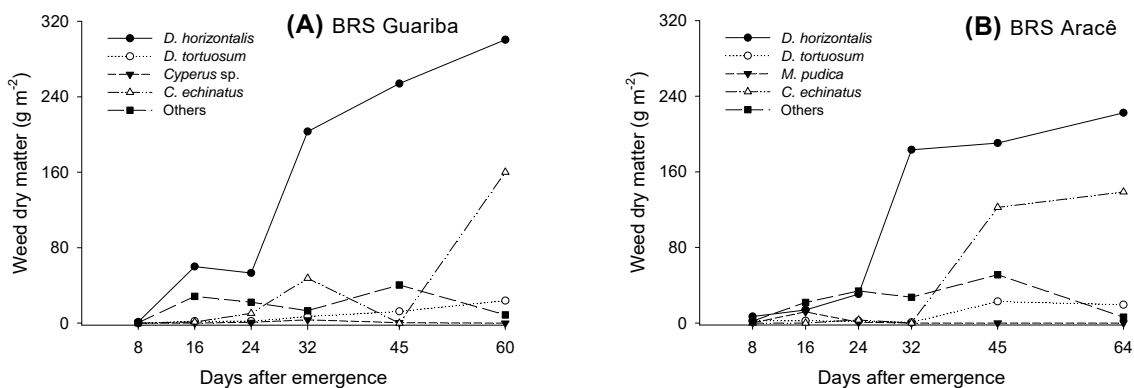 (A) BRS Guariba
Weed dry matter (g m-2)
320
240
160
80
0
D. horizontalis
D. tortuosum
Cyperus sp.
C. echinatus
Others
8 16 24 32 45 60
Days after emergence
(B) BRS Aracê
Weed dry matter (g m-2)
320
240
160
80
0
D. horizontalis
D. tortuosum
M. pudica
C. echinatus
Others
8 16 24 32 45 64
Days after emergence